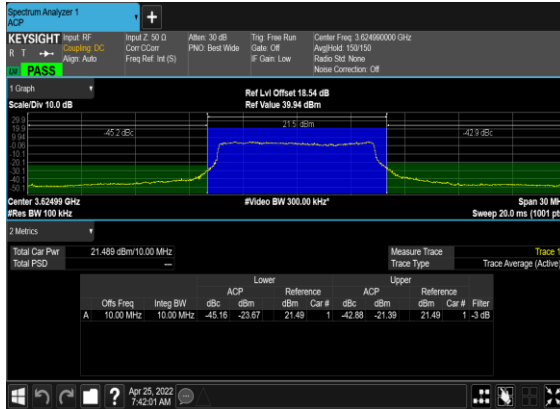 Spectrum Analyzer 1
ACP
+
KEYSIGHT Input: RF Input Z: 50 Ω Atten: 30 dB Trig: Free Run Center Freq: 3.624990000 GHz
R T Coupling: DC Corr CCorr PNO: Best Wide Gate: Off Avg|Hold: 150/150
Align: Auto Freq Ref: Int (S) IF Gain: Low Radio Std: None
LXI PASS Noise Correction: Off
1 Graph Ref Lvl Offset 18.54 dB
Scale/Div 10.0 dB Ref Value 39.94 dBm
29.9 21.5 dBm
19.9 -45.2 dBc -42.9 dBc
9.94
-0.06
-10.1
-20.1
-30.1
-40.1
-50.1
Center 3.62499 GHz #Video BW 300.00 kHz* Span 30 MH
#Res BW 100 kHz Sweep 20.0 ms (1001 pt
2 Metrics
Total Car Pwr 21.489 dBm/10.00 MHz Measure Trace Trace 1
Total PSD --- Trace Type Trace Average (Active)
Lower Upper
ACP Reference ACP Reference
Offs Freq Integ BW dBc dBm dBm Car # dBc dBm dBm Car # Filter
A 10.00 MHz 10.00 MHz -45.16 -23.67 21.49 1 -42.88 -21.39 21.49 1 -3 dB
? Apr 25, 2022
7:42:01 AM